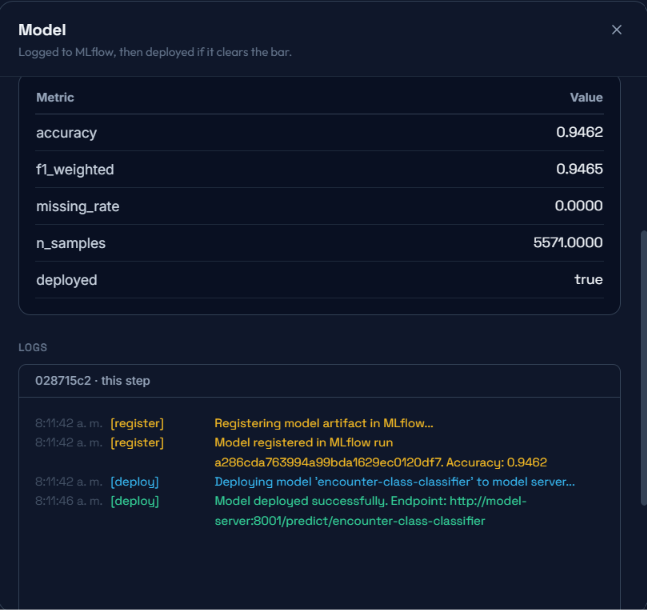 Model
Logged to MLflow, then deployed if it clears the bar.
Metric Value
accuracy 0.9462
f1_weighted 0.9465
missing_rate 0.0000
n_samples 5571.0000
deployed true
LOGS
028715c2 · this step
8:11:42 a. m. [register] Registering model artifact in MLflow...
8:11:42 a. m. [register] Model registered in MLflow run
a286cda763994a99bda1629ec0120df7. Accuracy: 0.9462
8:11:42 a. m. [deploy] Deploying model 'encounter-class-classifier' to model server...
8:11:46 a. m. [deploy] Model deployed successfully. Endpoint: http://model-
server:8001/predict/encounter-class-classifier